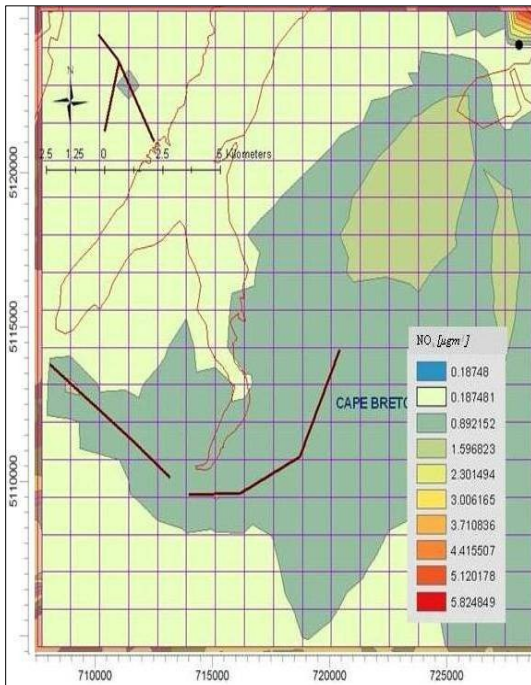 N
2.5 1.25 0 2.5 5 Kilometers
5120000
5115000
5110000
CAPE BRETO
NO₂ [µgm³]
0.18748
0.187481
0.892152
1.596823
2.301494
3.006165
3.710836
4.415507
5.120178
5.824849
710000 715000 720000 725000